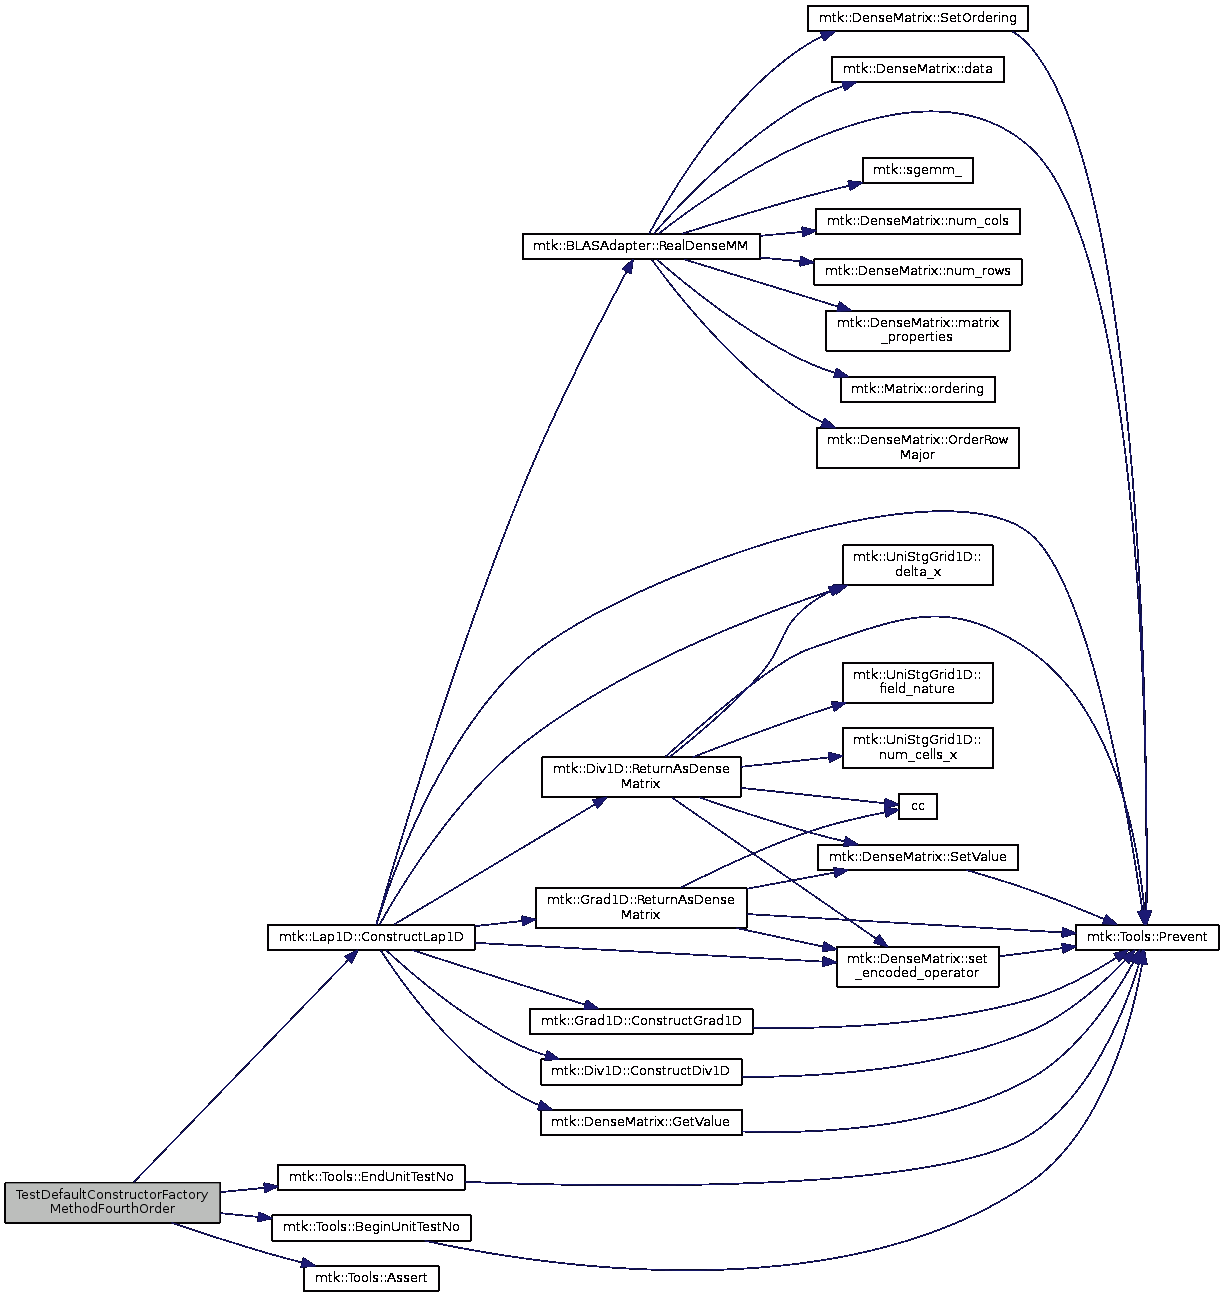 mtk::DenseMatrix::SetOrdering
mtk::DenseMatrix::data
mtk::sgemm_
mtk::DenseMatrix::num_cols
mtk::BLASAdapter::RealDenseMM
mtk::DenseMatrix::num_rows
mtk::DenseMatrix::matrix
_properties
mtk::Matrix::ordering
mtk::DenseMatrix::OrderRow
Major
mtk::UniStgGrid1D::
delta_x
mtk::UniStgGrid1D::
field_nature
mtk::UniStgGrid1D::
num_cells_x
mtk::Div1D::ReturnAsDense
Matrix
cc
mtk::DenseMatrix::SetValue
mtk::Grad1D::ReturnAsDense
Matrix
mtk::Lap1D::ConstructLap1D
mtk::Tools::Prevent
mtk::DenseMatrix::set
_encoded_operator
mtk::Grad1D::ConstructGrad1D
mtk::Div1D::ConstructDiv1D
mtk::DenseMatrix::GetValue
mtk::Tools::EndUnitTestNo
TestDefaultConstructorFactory
MethodFourthOrder
mtk::Tools::BeginUnitTestNo
mtk::Tools::Assert